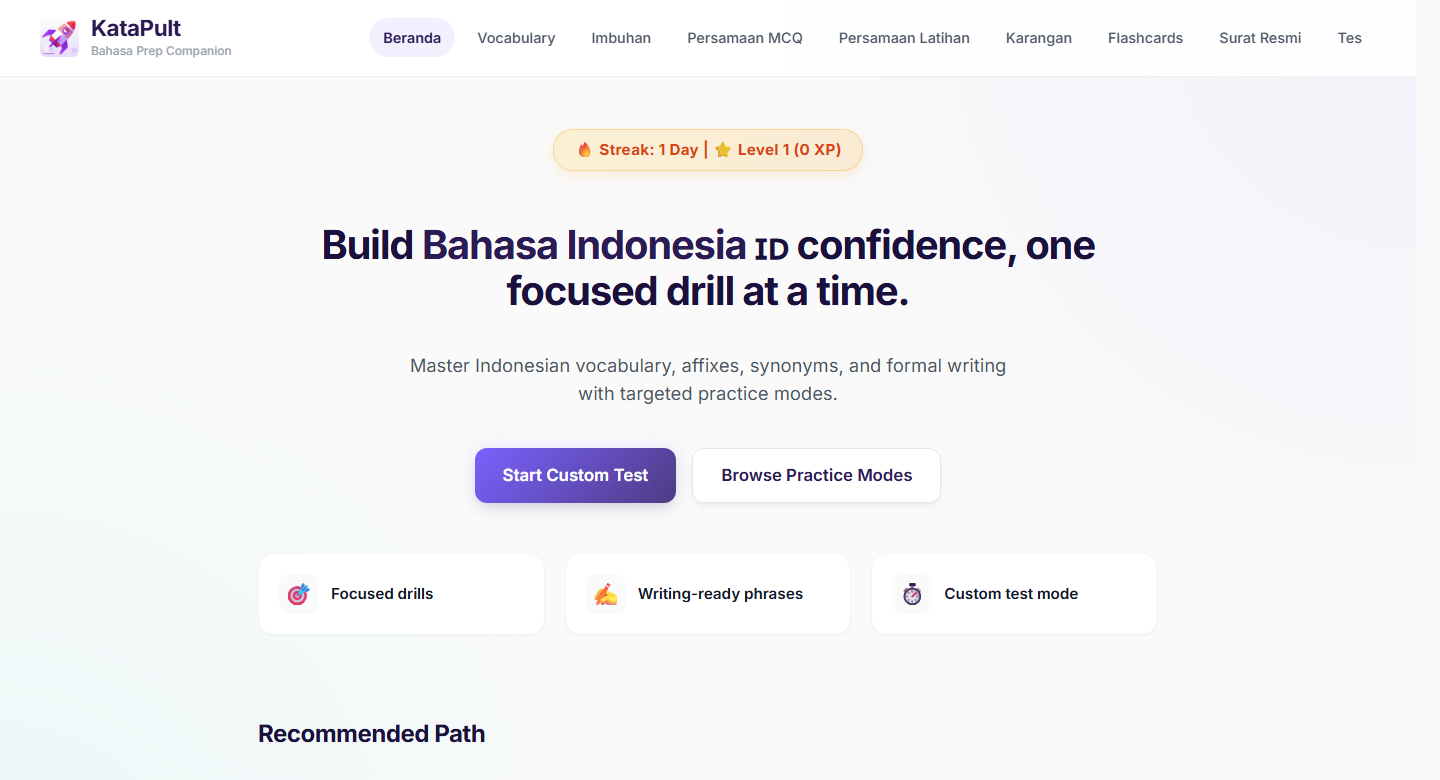 KataPult
Bahasa Prep Companion
Beranda
Vocabulary
Imbuhan
Persamaan MCQ
Persamaan Latihan
Karangan
Flashcards
Surat Resmi
Tes
🔥 Streak: 1 Day | ⭐ Level 1 (0 XP)
Build Bahasa Indonesia ID confidence, one
focused drill at a time.
Master Indonesian vocabulary, affixes, synonyms, and formal writing
with targeted practice modes.
Start Custom Test
Browse Practice Modes
Focused drills
Writing-ready phrases
Custom test mode
Recommended Path